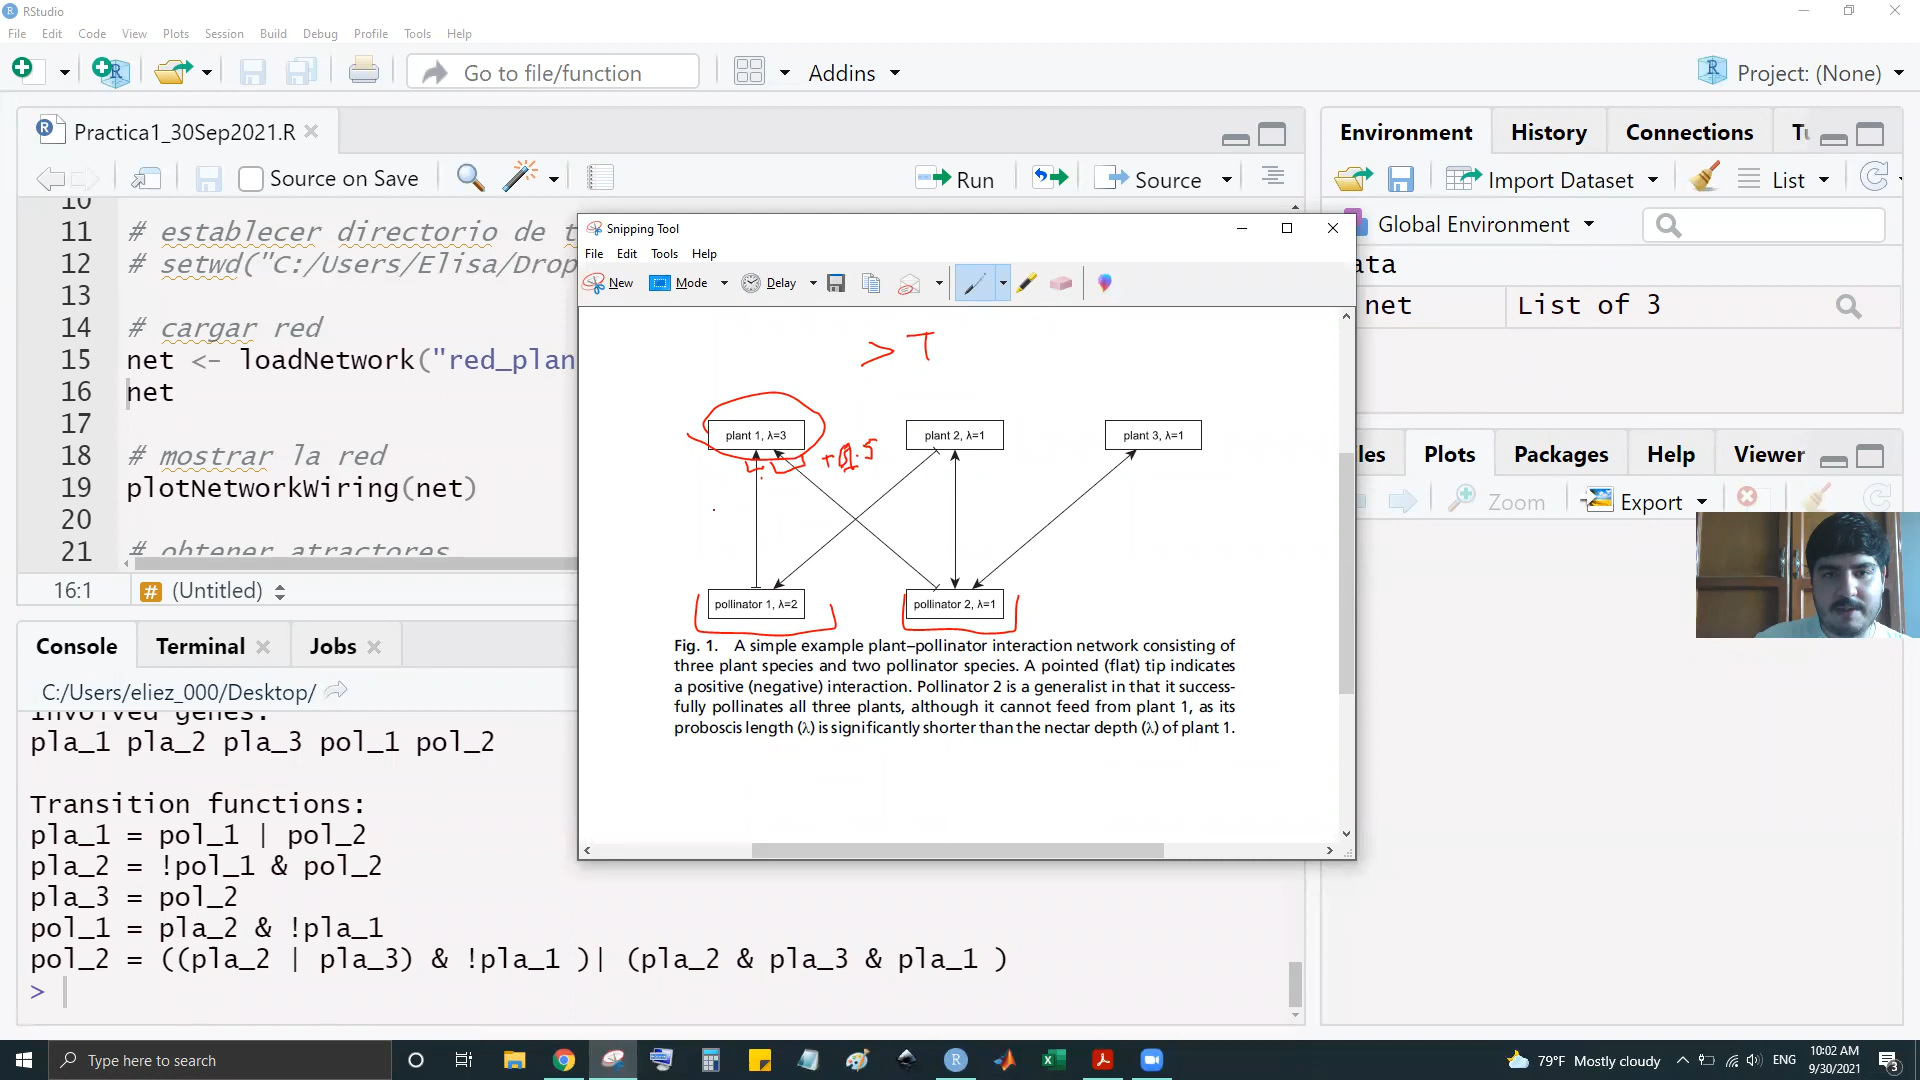 RStudio
File Edit Code View Plots Session Build Debug Profile Tools Help
Go to file/function
Addins
Project: (None)
Practica1_30Sep2021.R
Source on Save
Run
Source
10
11 # establecer directorio de t
12 # setwd("C:/Users/Elisa/Drop
13
14 # cargar red
15 net <- loadNetwork("red_plan
16 net
17
18 # mostrar la red
19 plotNetworkWiring(net)
20
21 # obtener atractores
16:1 (Untitled)
Console Terminal Jobs
C:/Users/eliez_000/Desktop/
Involved genes:
pla_1 pla_2 pla_3 pol_1 pol_2
Transition functions:
pla_1 = pol_1 | pol_2
pla_2 = !pol_1 & pol_2
pla_3 = pol_2
pol_1 = pla_2 & !pla_1
pol_2 = ((pla_2 | pla_3) & !pla_1 )| (pla_2 & pla_3 & pla_1 )
>
Snipping Tool
File Edit Tools Help
New Mode Delay
> T
plant 1, λ=3
plant 2, λ=1
plant 3, λ=1
pollinator 1, λ=2
pollinator 2, λ=1
Fig. 1. A simple example plant–pollinator interaction network consisting of
three plant species and two pollinator species. A pointed (flat) tip indicates
a positive (negative) interaction. Pollinator 2 is a generalist in that it success-
fully pollinates all three plants, although it cannot feed from plant 1, as its
proboscis length (λ) is significantly shorter than the nectar depth (λ) of plant 1.
Environment History Connections
Import Dataset
List
Global Environment
ata
net List of 3
les Plots Packages Help Viewer
Zoom
Export
Type here to search
79°F Mostly cloudy
ENG
10:02 AM
9/30/2021
3